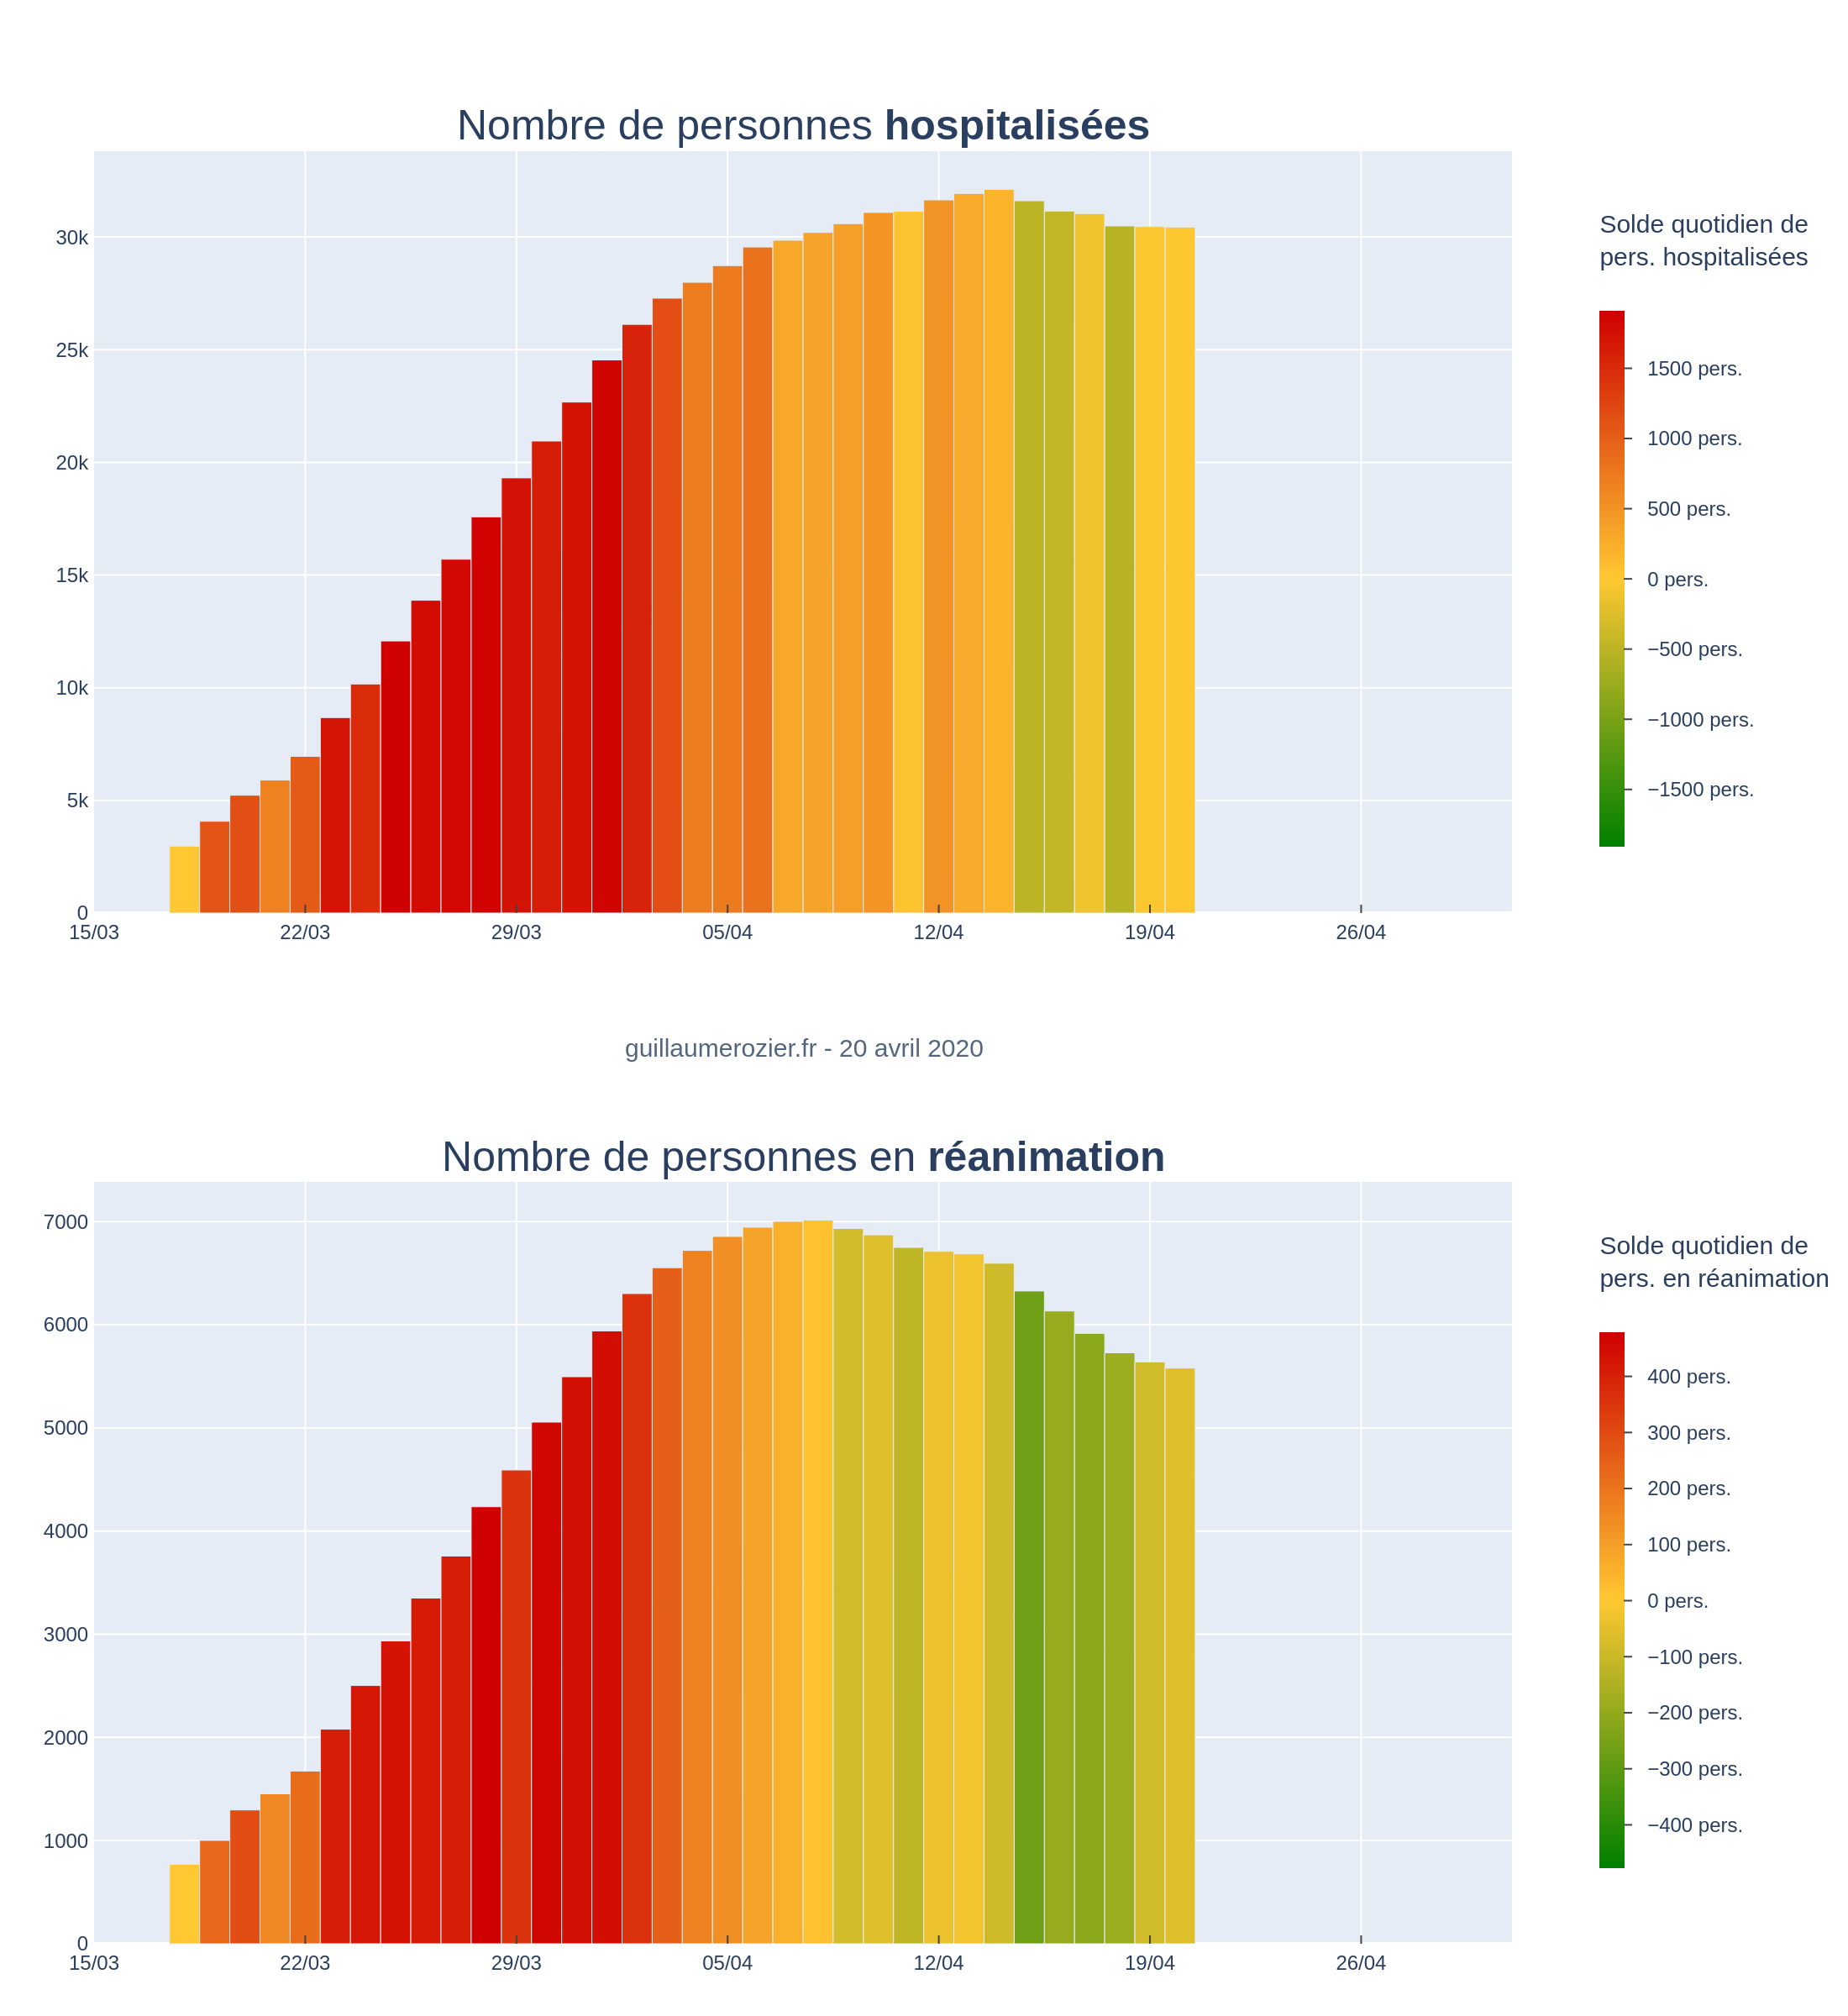 Nombre de personnes hospitalisées
30k
25k
20k
15k
10k
5k
0
15/03 22/03 29/03 05/04 12/04 19/04 26/04
Solde quotidien de
pers. hospitalisées
1500 pers.
1000 pers.
500 pers.
0 pers.
−500 pers.
−1000 pers.
−1500 pers.
guillaumerozier.fr - 20 avril 2020
Nombre de personnes en réanimation
7000
6000
5000
4000
3000
2000
1000
0
15/03 22/03 29/03 05/04 12/04 19/04 26/04
Solde quotidien de
pers. en réanimation
400 pers.
300 pers.
200 pers.
100 pers.
0 pers.
−100 pers.
−200 pers.
−300 pers.
−400 pers.